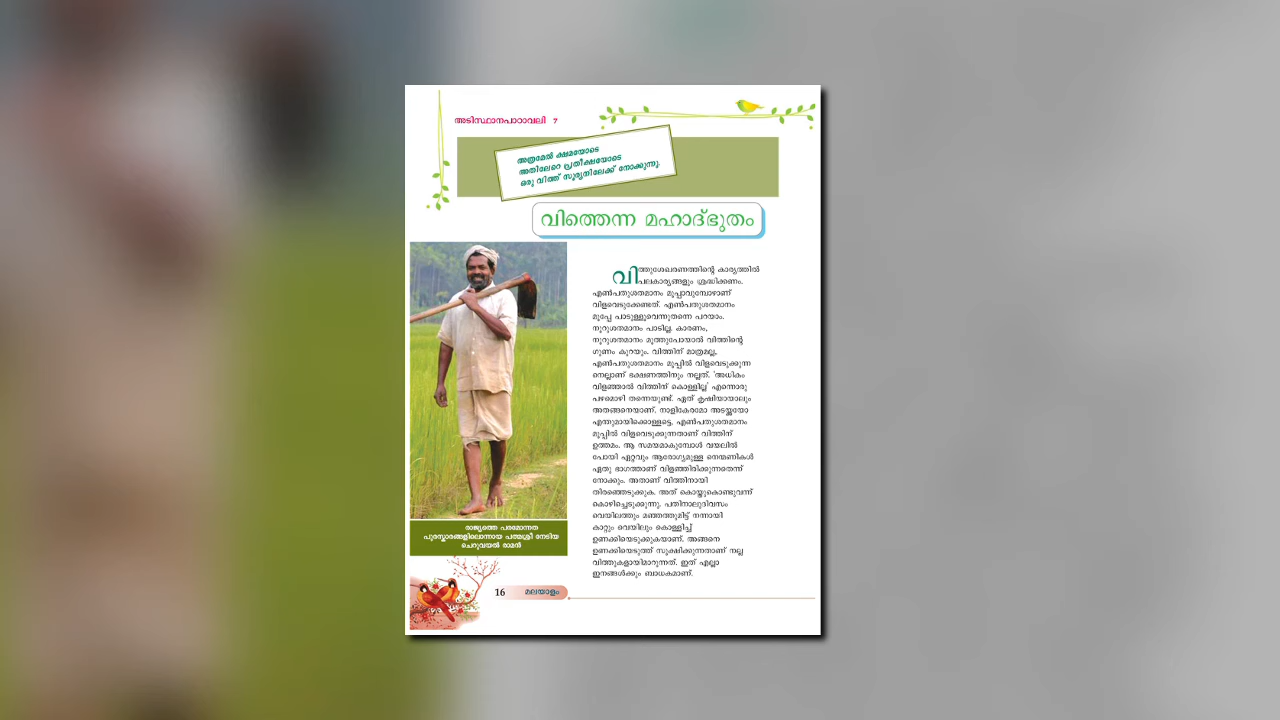 അടിസ്ഥാനപാഠാവലി 7
അത്രമേൽ ക്ഷമയോടെ
അതിലേറെ പ്രതീക്ഷയോടെ
ഒരു വിത്ത് സൂര്യനിലേക്ക് നോക്കുന്നു.
വിത്തെന്ന മഹാദ്ഭുതം
വിത്തുശേഖരണത്തിന്റെ കാര്യത്തിൽ
പലകാര്യങ്ങളും ശ്രദ്ധിക്കണം.
എൺപതുശതമാനം മൂപ്പാവുമ്പോഴാണ്
വിളവെടുക്കേണ്ടത്. എൺപതുശതമാനം
മൂപ്പേ പാടുള്ളൂവെന്നുതന്നെ പറയാം.
നൂറുശതമാനം പാടില്ല. കാരണം,
നൂറുശതമാനം മൂത്തുപോയാൽ വിത്തിന്റെ
ഗുണം കുറയും. വിത്തിന് മാത്രമല്ല,
എൺപതുശതമാനം മൂപ്പിൽ വിളവെടുക്കുന്ന
നെല്ലാണ് ഭക്ഷണത്തിനും നല്ലത്. 'അധികം
വിളഞ്ഞാൽ വിത്തിന് കൊള്ളില്ല' എന്നൊരു
പഴമൊഴി തന്നെയുണ്ട്. ഏത് കൃഷിയായാലും
അതങ്ങനെയാണ്. നാളികേരമോ അടയ്ക്കയോ
എന്തുമായിക്കൊള്ളട്ടെ, എൺപതുശതമാനം
മൂപ്പിൽ വിളവെടുക്കുന്നതാണ് വിത്തിന്
ഉത്തമം. ആ സമയമാകുമ്പോൾ വയലിൽ
പോയി ഏറ്റവും ആരോഗ്യമുള്ള നെന്മണികൾ
ഏതു ഭാഗത്താണ് വിളഞ്ഞിരിക്കുന്നതെന്ന്
നോക്കും. അതാണ് വിത്തിനായി
തിരഞ്ഞെടുക്കുക. അത് കൊയ്തുകൊണ്ടുവന്ന്
കൊഴിച്ചെടുക്കുന്നു. പതിനാലുദിവസം
വെയിലത്തും മഞ്ഞത്തുമിട്ട് നന്നായി
കാറ്റും വെയിലും കൊള്ളിച്ച്
ഉണക്കിയെടുക്കുകയാണ്. അങ്ങനെ
ഉണക്കിയെടുത്ത് സൂക്ഷിക്കുന്നതാണ് നല്ല
വിത്തുകളായിമാറുന്നത്. ഇത് എല്ലാ
ഇനങ്ങൾക്കും ബാധകമാണ്.
രാജ്യത്തെ പരമോന്നത
പുരസ്കാരങ്ങളിലൊന്നായ പത്മശ്രീ നേടിയ
ചെറുവയൽ രാമൻ
16 മലയാളം